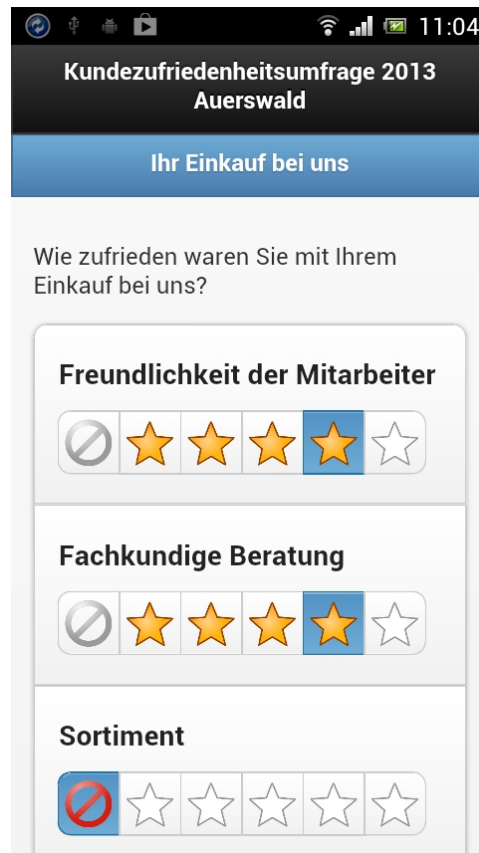 11:04
Kundezufriedenheitsumfrage 2013
Auerswald
Ihr Einkauf bei uns
Wie zufrieden waren Sie mit Ihrem
Einkauf bei uns?
Freundlichkeit der Mitarbeiter
Fachkundige Beratung
Sortiment